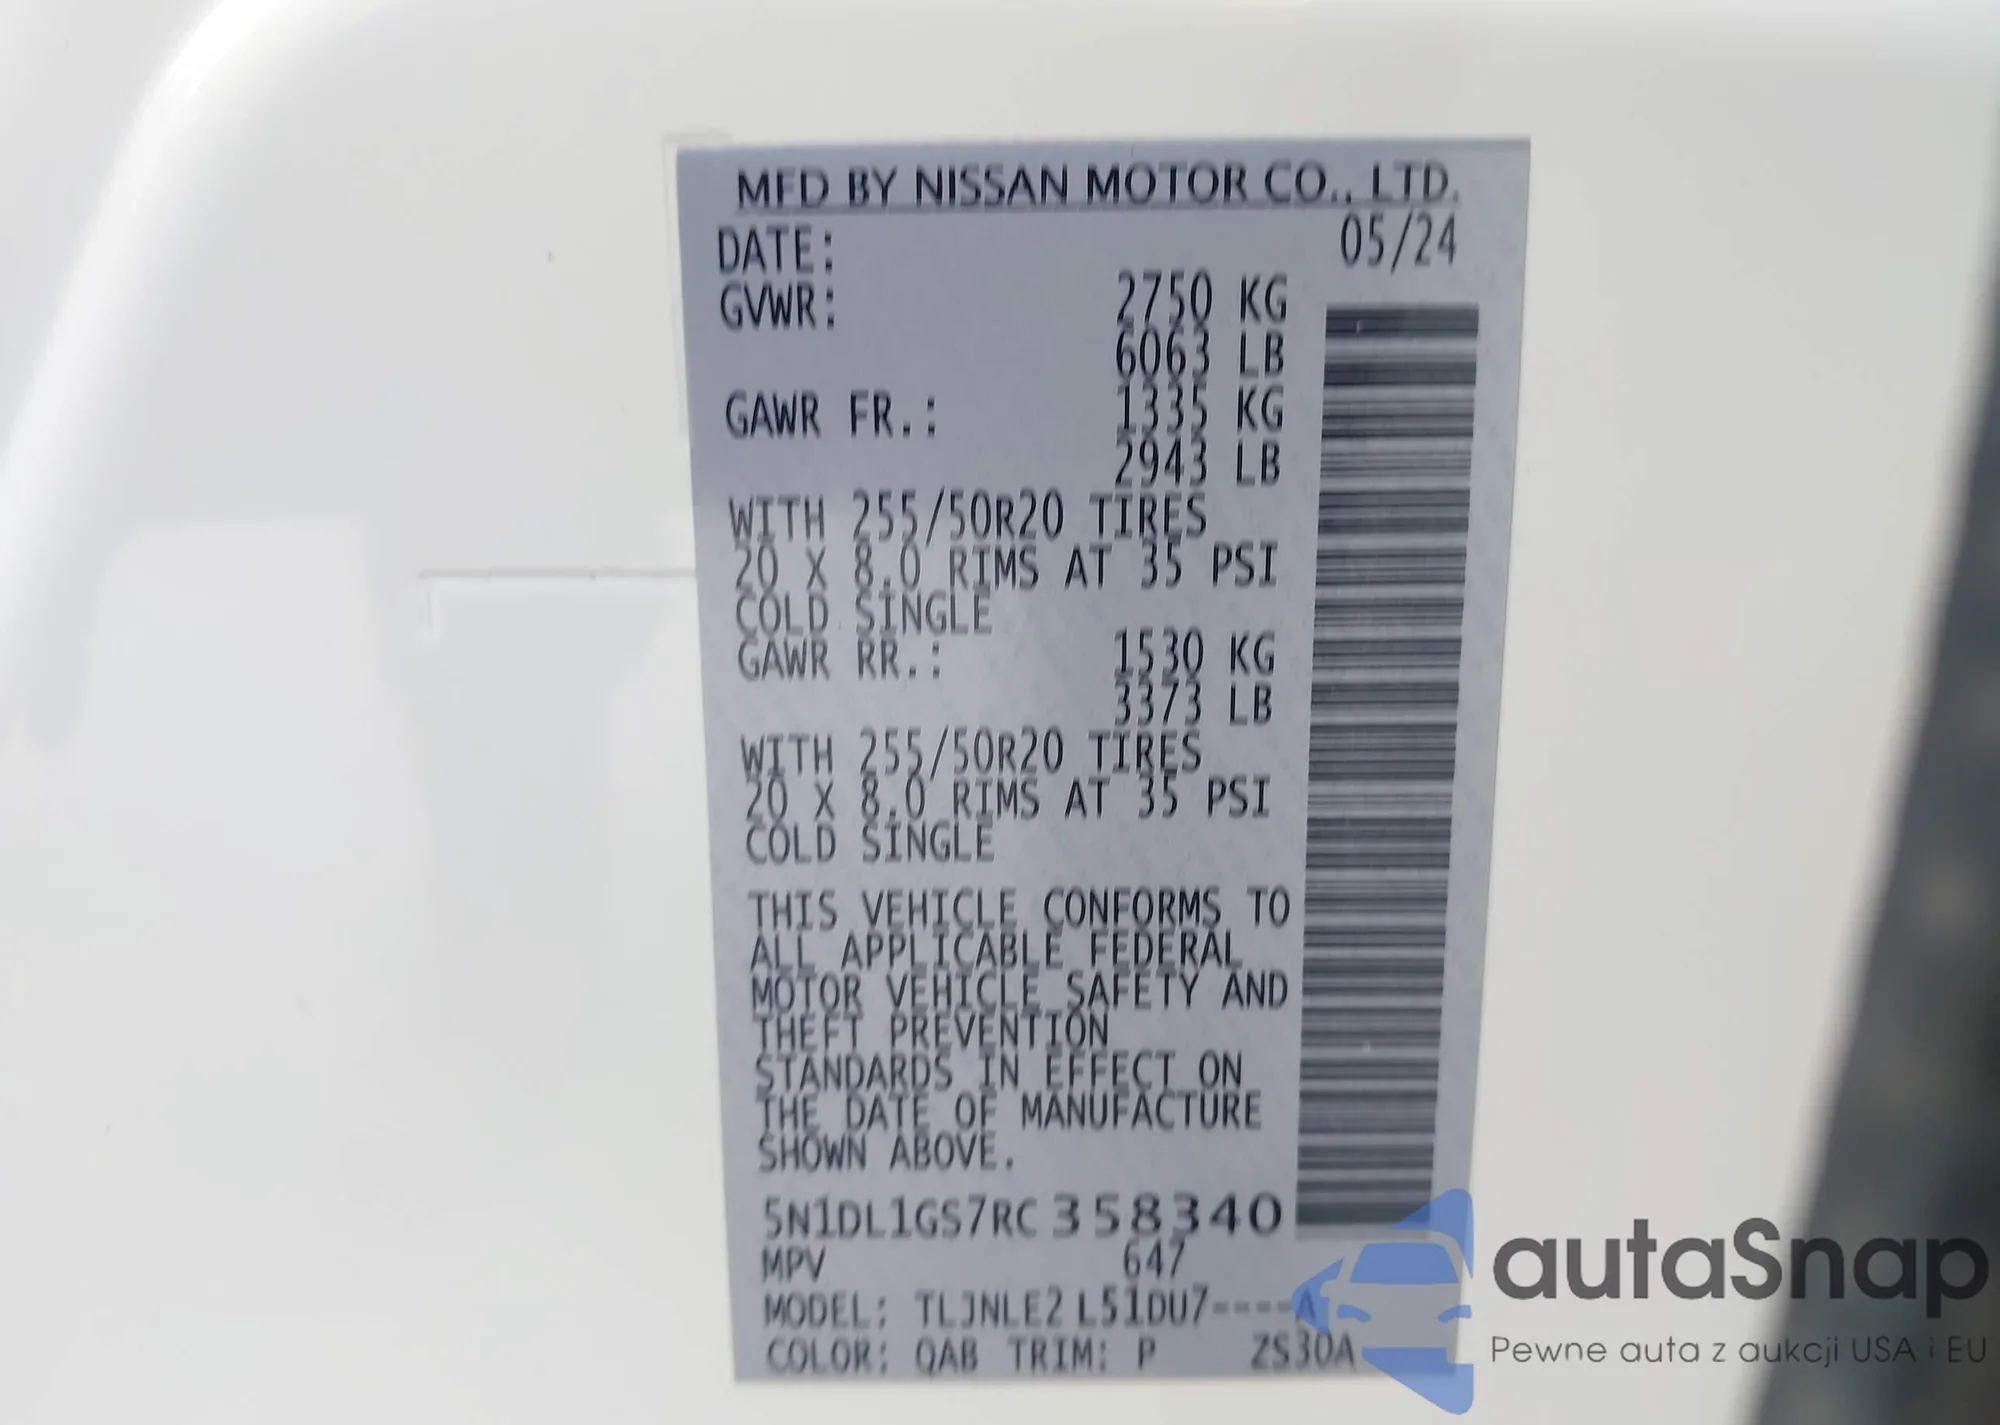 MFD BY NISSAN MOTOR CO., LTD.
DATE: 05/24
GVWR: 2750 KG
6063 LB
GAWR FR.: 1335 KG
2943 LB
WITH 255/50R20 TIRES
20 X 8.0 RIMS AT 35 PSI
COLD SINGLE
GAWR RR.: 1530 KG
3373 LB
WITH 255/50R20 TIRES
20 X 8.0 RIMS AT 35 PSI
COLD SINGLE
THIS VEHICLE CONFORMS TO
ALL APPLICABLE FEDERAL
MOTOR VEHICLE SAFETY AND
THEFT PREVENTION
STANDARDS IN EFFECT ON
THE DATE OF MANUFACTURE
SHOWN ABOVE.
5N1DL1GS7RC358340
MPV 647
MODEL: TLJNLE2 L51DU7----A
COLOR: QAB TRIM: P ZS30A
autaSnap
Pewne auta z aukcji USA i EU